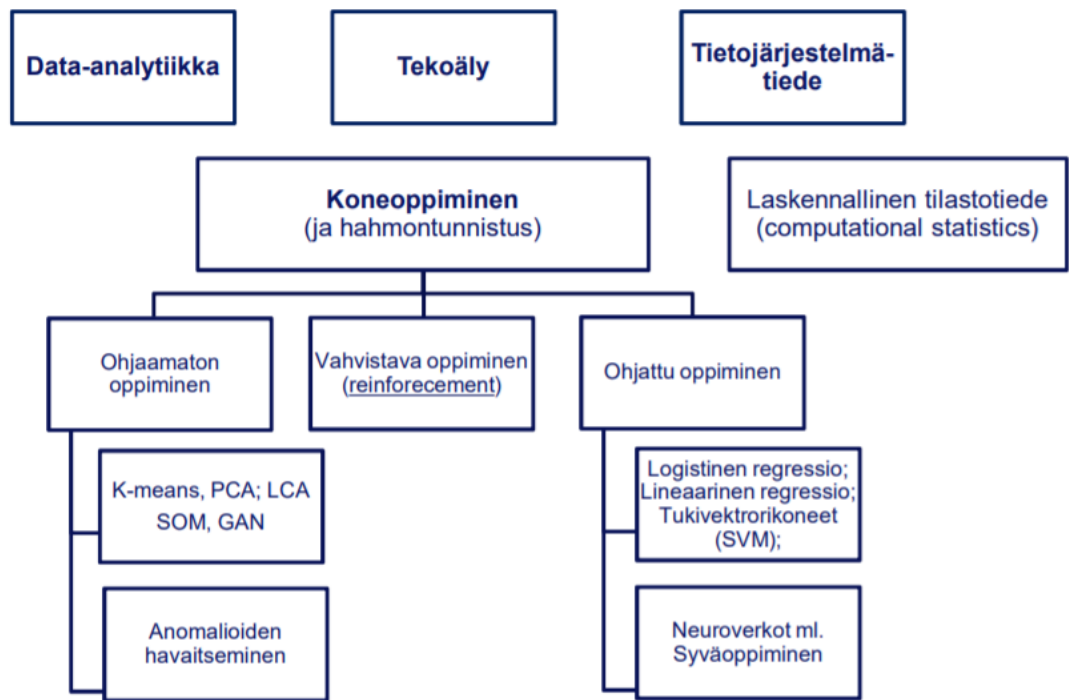 Data-analytiikka
Tekoäly
Tietojärjestelmä-
tiede
Koneoppiminen
(ja hahmontunnistus)
Laskennallinen tilastotiede
(computational statistics)
Ohjaamaton
oppiminen
Vahvistava oppiminen
(reinforecement)
Ohjattu oppiminen
K-means, PCA; LCA
SOM, GAN
Logistinen regressio;
Lineaarinen regressio;
Tukivektrorikoneet
(SVM);
Anomalioiden
havaitseminen
Neuroverkot ml.
Syväoppiminen